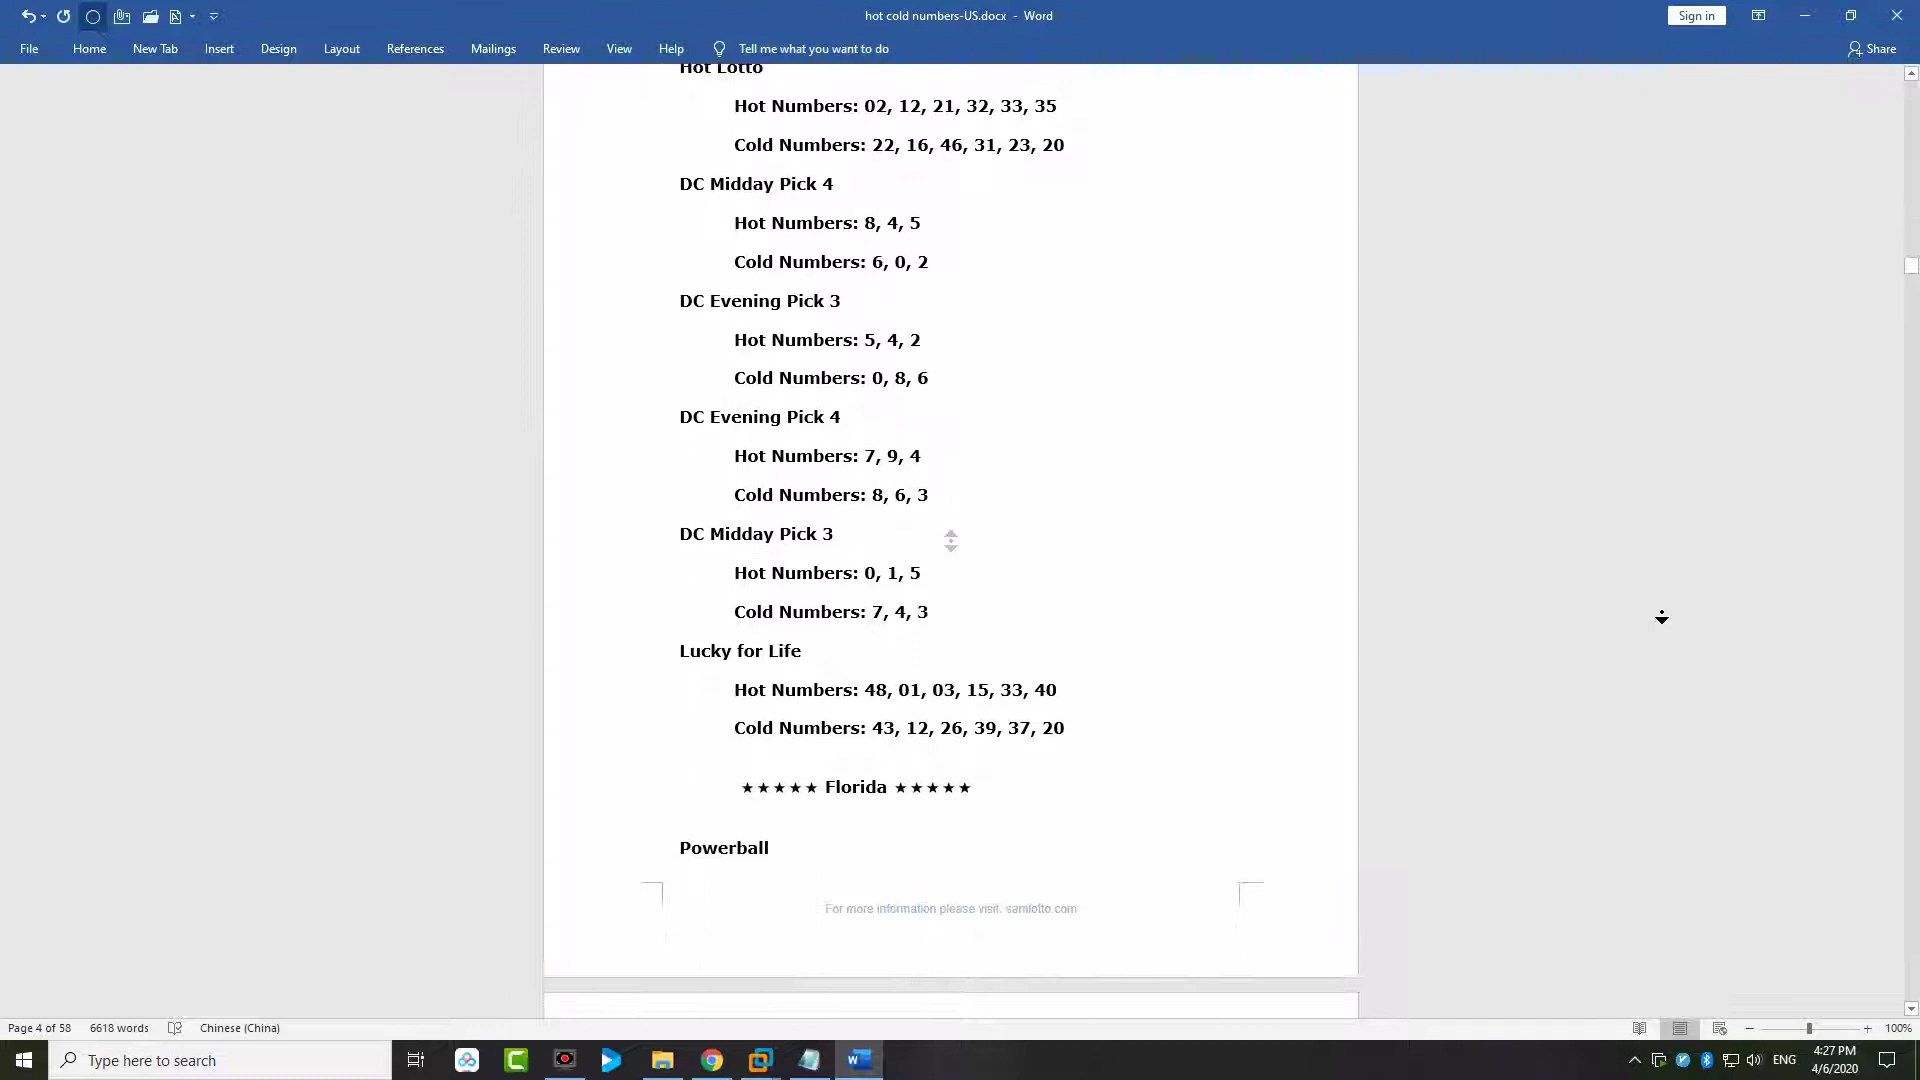 hot cold numbers-US.docx - Word
Sign in
File Home New Tab Insert Design Layout References Mailings Review View Help Tell me what you want to do Share
Hot Lotto
Hot Numbers: 02, 12, 21, 32, 33, 35
Cold Numbers: 22, 16, 46, 31, 23, 20
DC Midday Pick 4
Hot Numbers: 8, 4, 5
Cold Numbers: 6, 0, 2
DC Evening Pick 3
Hot Numbers: 5, 4, 2
Cold Numbers: 0, 8, 6
DC Evening Pick 4
Hot Numbers: 7, 9, 4
Cold Numbers: 8, 6, 3
DC Midday Pick 3
Hot Numbers: 0, 1, 5
Cold Numbers: 7, 4, 3
Lucky for Life
Hot Numbers: 48, 01, 03, 15, 33, 40
Cold Numbers: 43, 12, 26, 39, 37, 20
★★★★★ Florida ★★★★★
Powerball
For more information please visit. samlotto.com
Page 4 of 58 6618 words Chinese (China) 100%
Type here to search
ENG
4:27 PM
4/6/2020